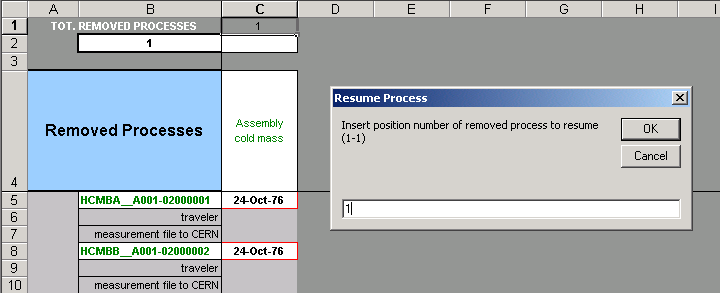 A B C D E F G H I
1 TOT. REMOVED PROCESSES 1
2 1
3
Resume Process
Insert position number of removed process to resume
(1-1)
OK
Cancel
1
4 Removed Processes Assembly
cold mass
5 HCMBA__A001-02000001 24-Oct-76
6 traveler
7 measurement file to CERN
8 HCMBB__A001-02000002 24-Oct-76
9 traveler
10 measurement file to CERN